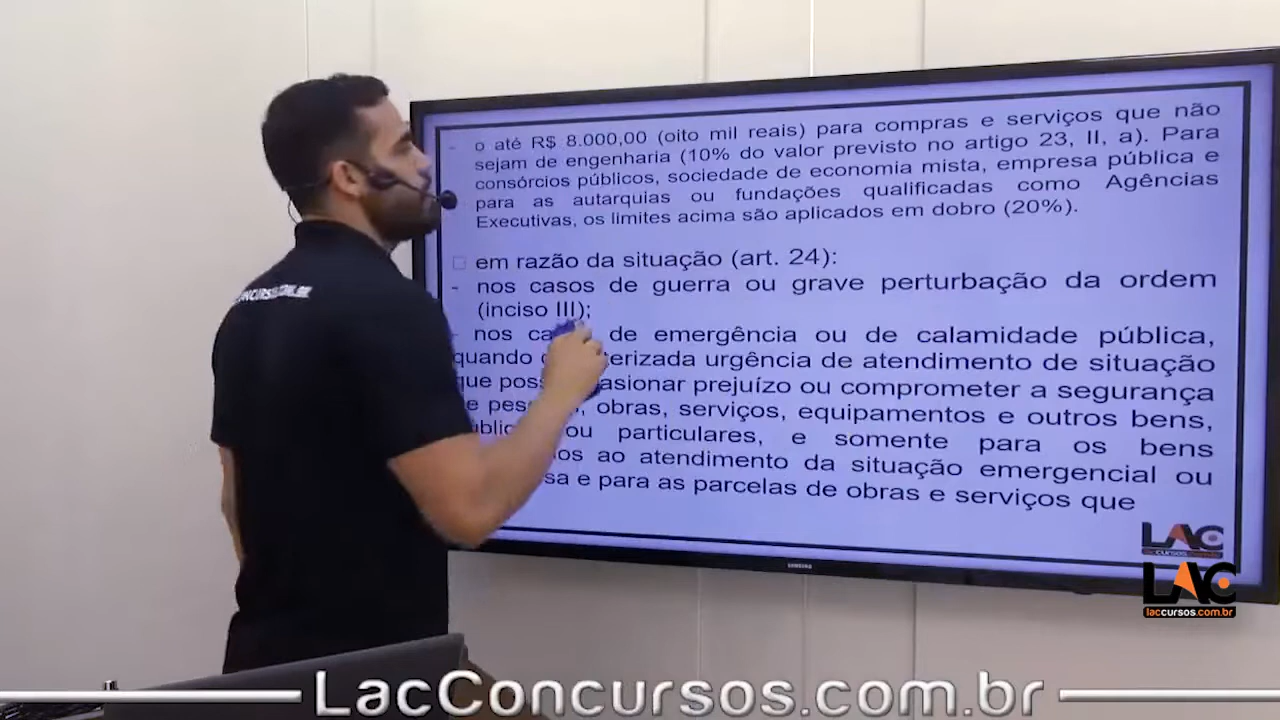 - o até R$ 8.000,00 (oito mil reais) para compras e serviços que não
sejam de engenharia (10% do valor previsto no artigo 23, II, a). Para
consórcios públicos, sociedade de economia mista, empresa pública e
para as autarquias ou fundações qualificadas como Agências
Executivas, os limites acima são aplicados em dobro (20%).
em razão da situação (art. 24):
- nos casos de guerra ou grave perturbação da ordem
(inciso III);
- nos de emergência ou de calamidade pública,
quando urgência de atendimento de situação
que prejuízo ou comprometer a segurança
obras, serviços, equipamentos e outros bens,
ou particulares, e somente para os bens
ao atendimento da situação emergencial ou
e para as parcelas de obras e serviços que
LAC
laccursos.com.br
LAC
laccursos.com.br
LacConcursos.com.br